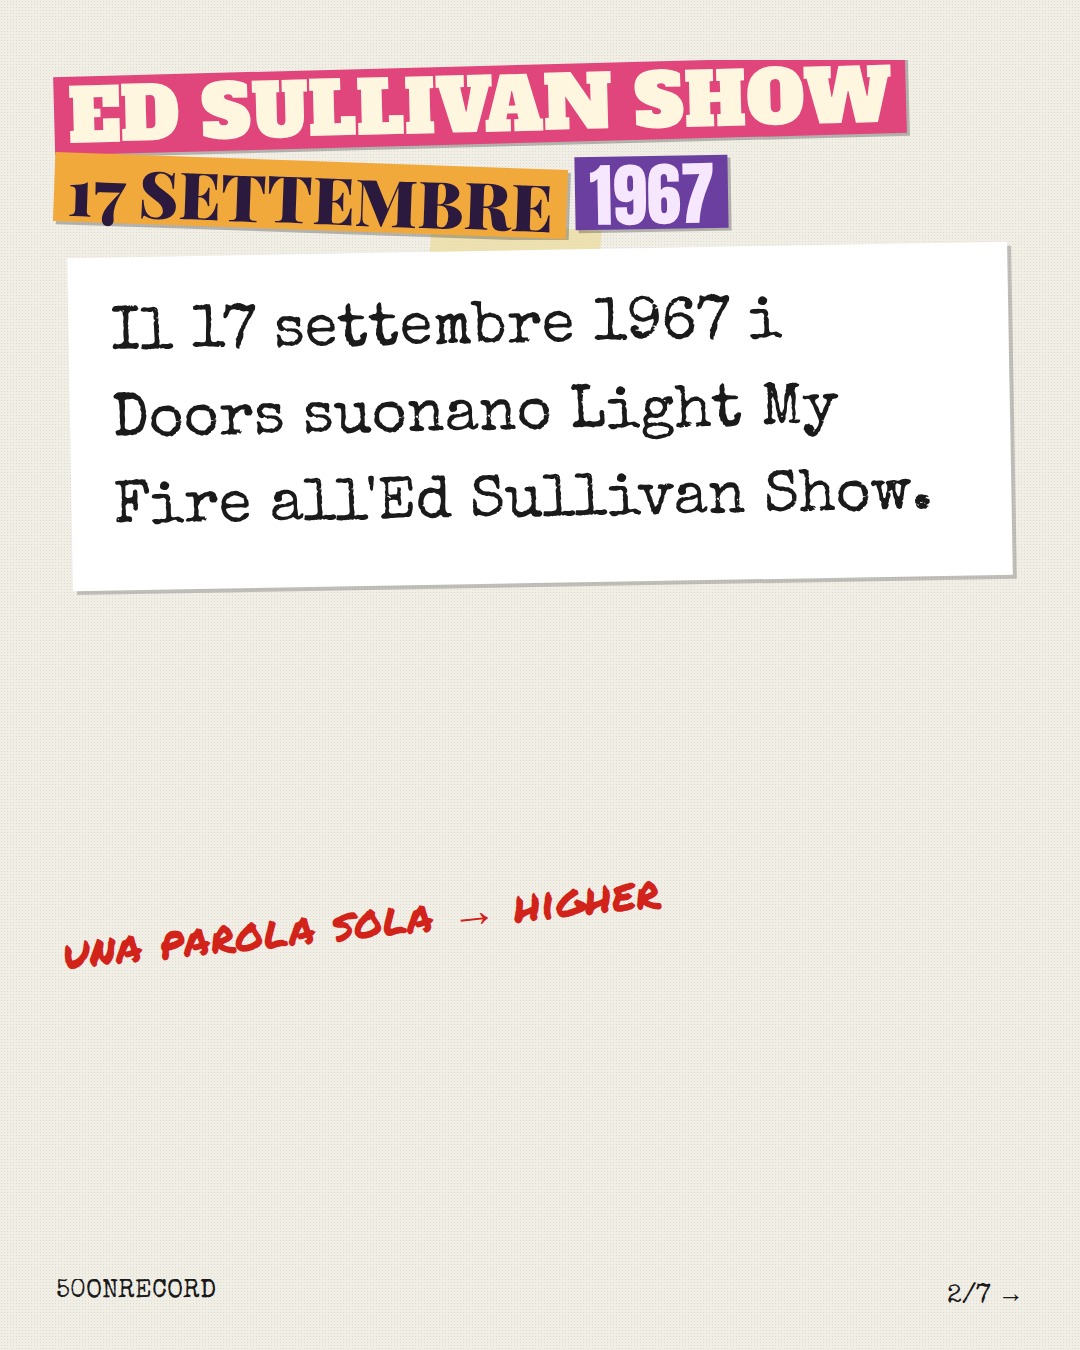 ED SULLIVAN SHOW
17 SETTEMBRE 1967
Il 17 settembre 1967 i
Doors suonano Light My
Fire all'Ed Sullivan Show.
UNA PAROLA SOLA → HIGHER
500NRECORD
2/7 →